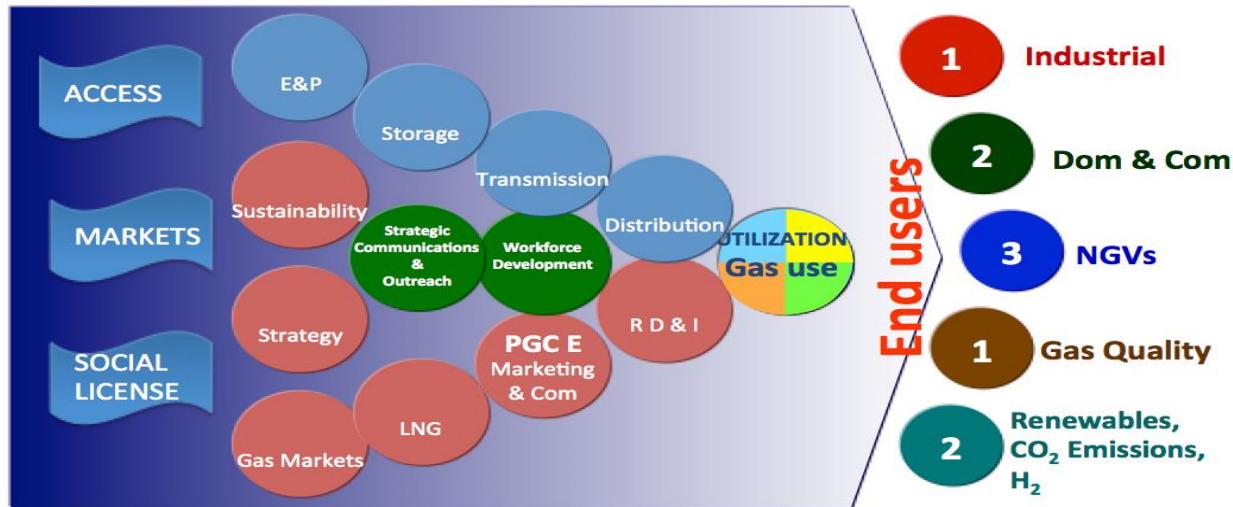 ACCESS
MARKETS
SOCIAL
LICENSE
E&P
Storage
Transmission
Distribution
Sustainability
Strategic
Communications
&
Outreach
Workforce
Development
UTILIZATION
Gas use
Strategy
PGC E
Marketing
& Com
R D & I
Gas Markets
LNG
End users
1 Industrial
2 Dom & Com
3 NGVs
1 Gas Quality
2 Renewables,
CO₂ Emissions,
H₂